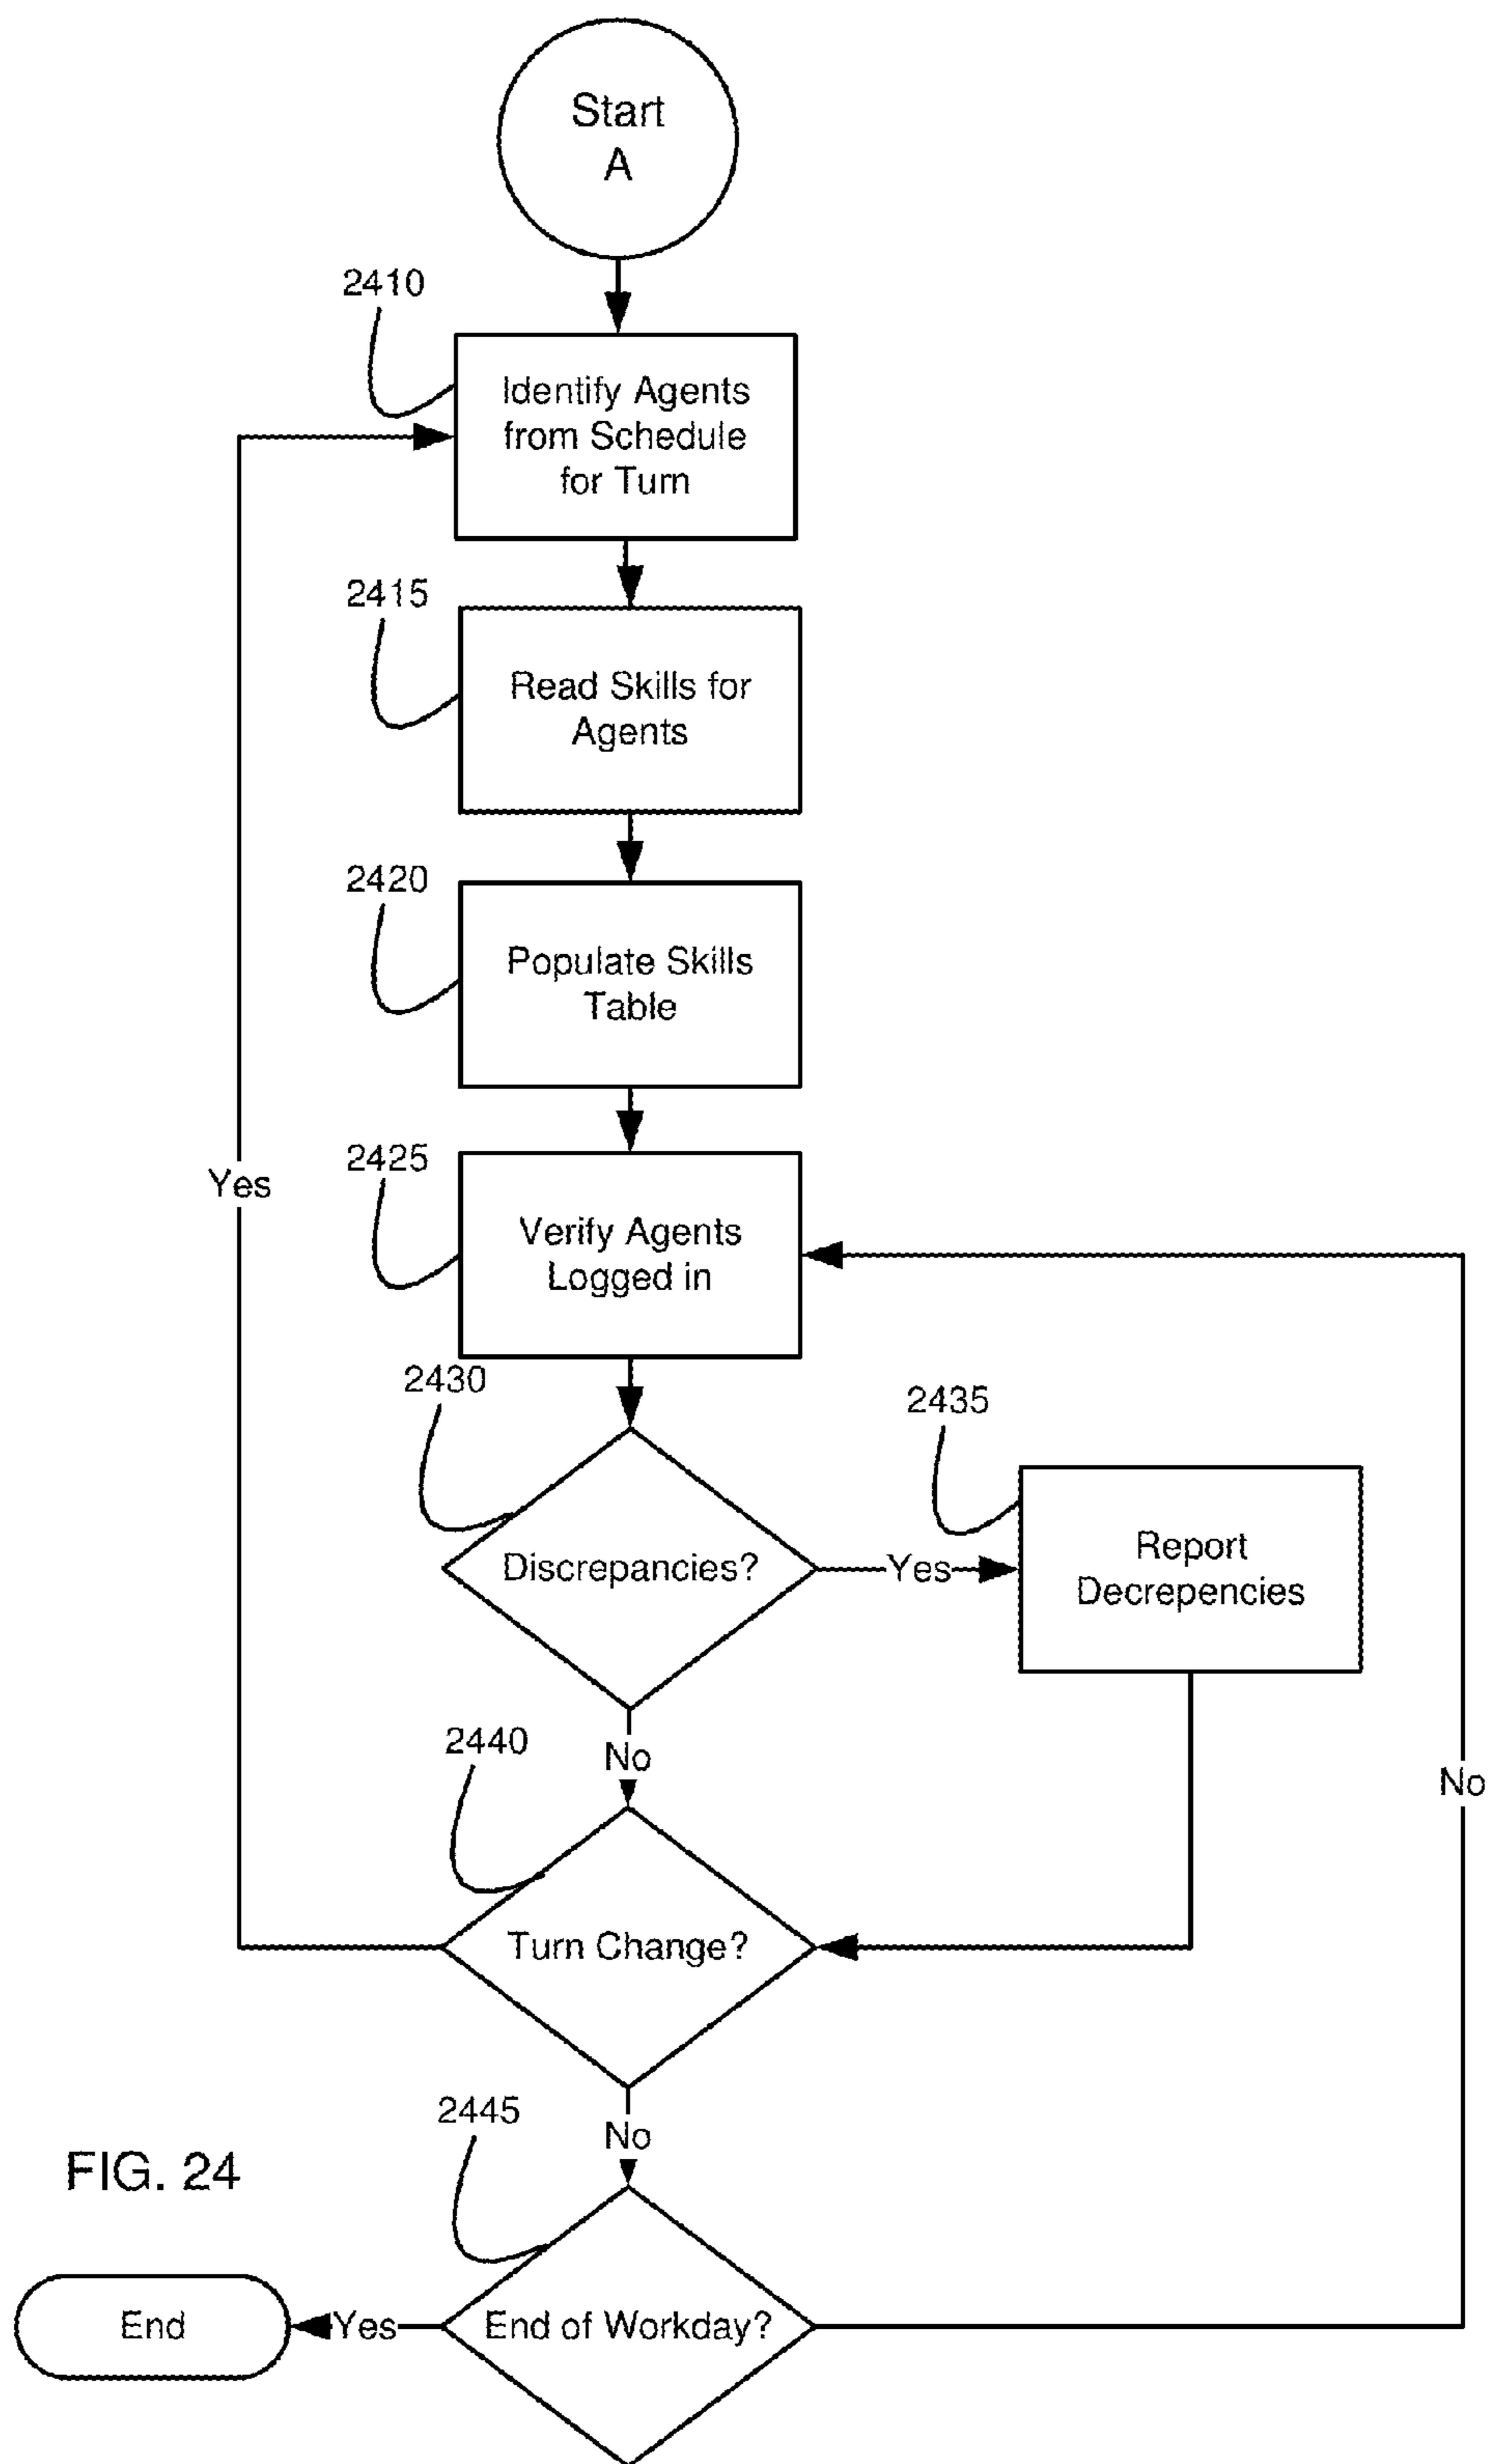 Start
A
2410
Identify Agents
from Schedule
for Turn
2415
Read Skills for
Agents
2420
Populate Skills
Table
2425
Yes
Verify Agents
Logged in
2430
2435
Discrepancies?
Yes
Report
Decrepencies
2440
No
No
Turn Change?
2445
No
FIG. 24
End
Yes
End of Workday?